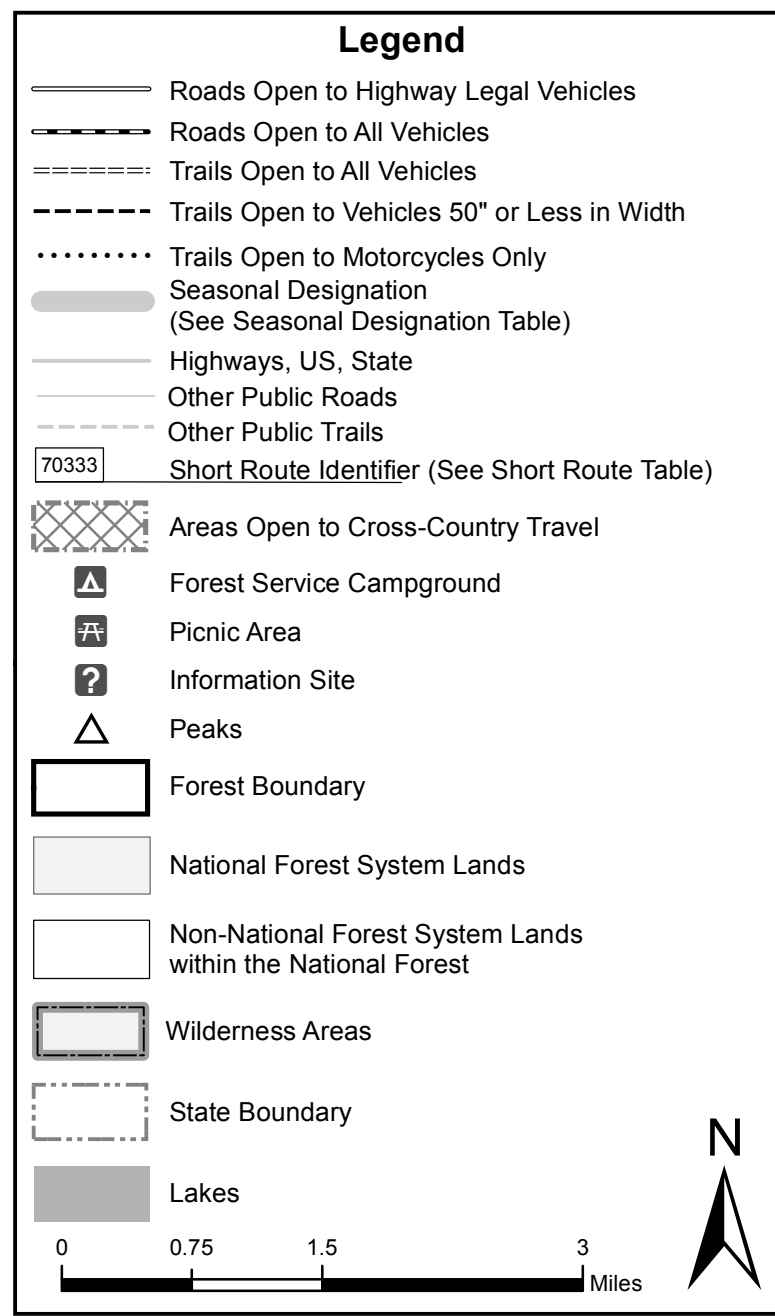 Legend
Roads Open to Highway Legal Vehicles
Roads Open to All Vehicles
Trails Open to All Vehicles
Trails Open to Vehicles 50" or Less in Width
Trails Open to Motorcycles Only
Seasonal Designation
(See Seasonal Designation Table)
Highways, US, State
Other Public Roads
Other Public Trails
70333 Short Route Identifier (See Short Route Table)
Areas Open to Cross-Country Travel
Forest Service Campground
Picnic Area
? Information Site
Peaks
Forest Boundary
National Forest System Lands
Non-National Forest System Lands
within the National Forest
Wilderness Areas
State Boundary
N
Lakes
0 0.75 1.5 3
Miles